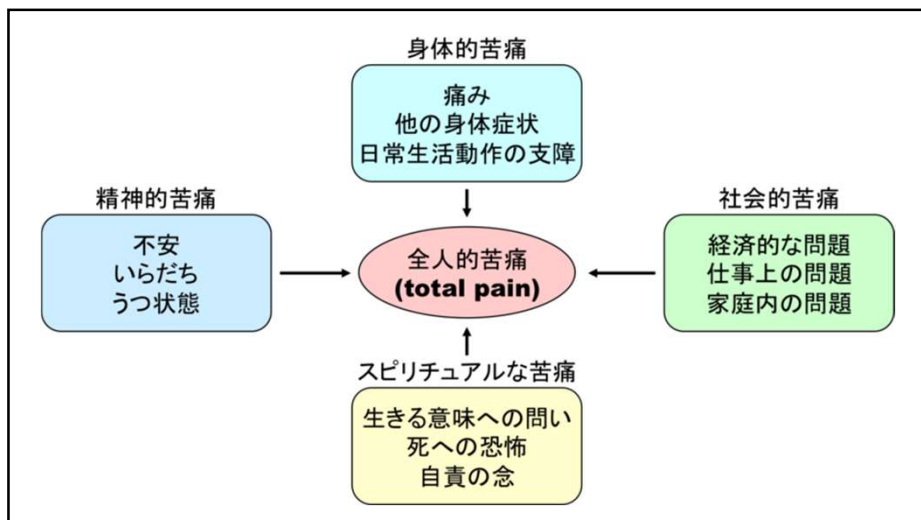 身体的苦痛
痛み
他の身体症状
日常生活動作の支障
精神的苦痛
不安
いらだち
うつ状態
全人的苦痛
(total pain)
社会的苦痛
経済的な問題
仕事上の問題
家庭内の問題
スピリチュアルな苦痛
生きる意味への問い
死への恐怖
自責の念